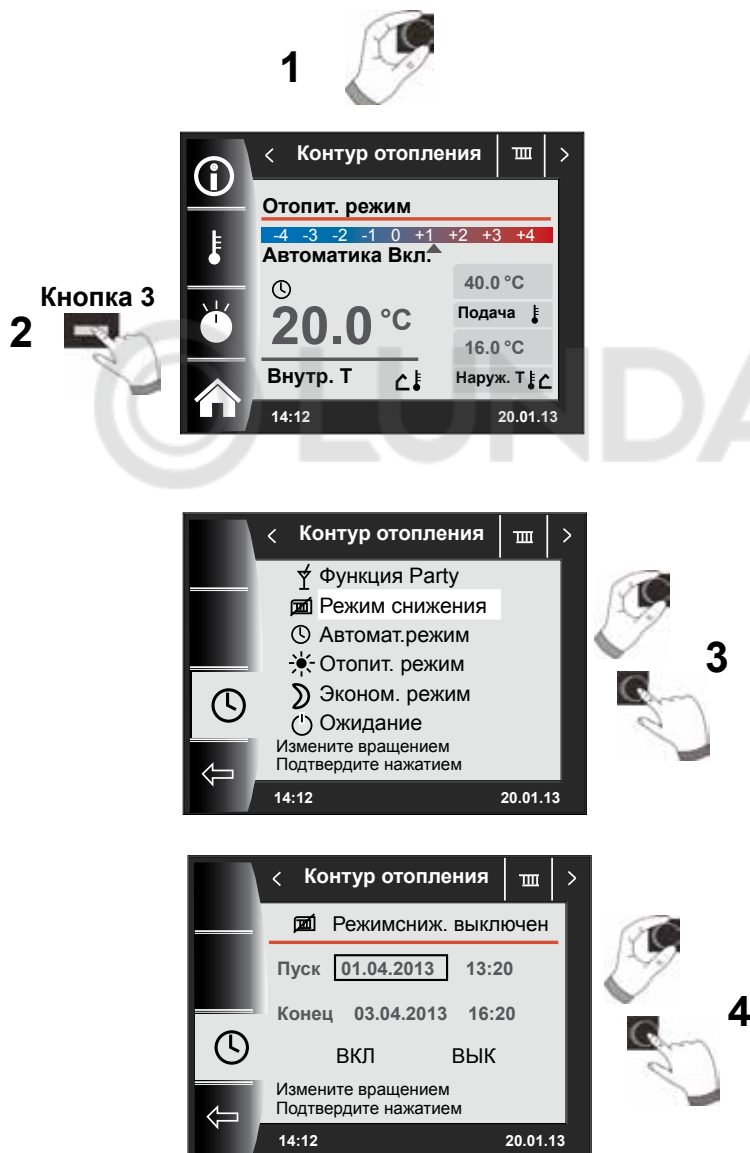 1
< Контур отопления >
Отопит. режим
-4 -3 -2 -1 0 +1 +2 +3 +4
Автоматика Вкл.
40.0 °C
Кнопка 3
2
20.0 °C
Подача
16.0 °C
Внутр. Т
Наруж. Т
14:12 20.01.13
LUNDA
< Контур отопления >
Функция Party
Режим снижения
Автомат.режим
Отопит. режим
Эконом. режим
Ожидание
Измените вращением
Подтвердите нажатием
14:12 20.01.13
3
< Контур отопления >
Режимсниж. выключен
Пуск 01.04.2013 13:20
Конец 03.04.2013 16:20
ВКЛ ВЫК
Измените вращением
Подтвердите нажатием
14:12 20.01.13
4